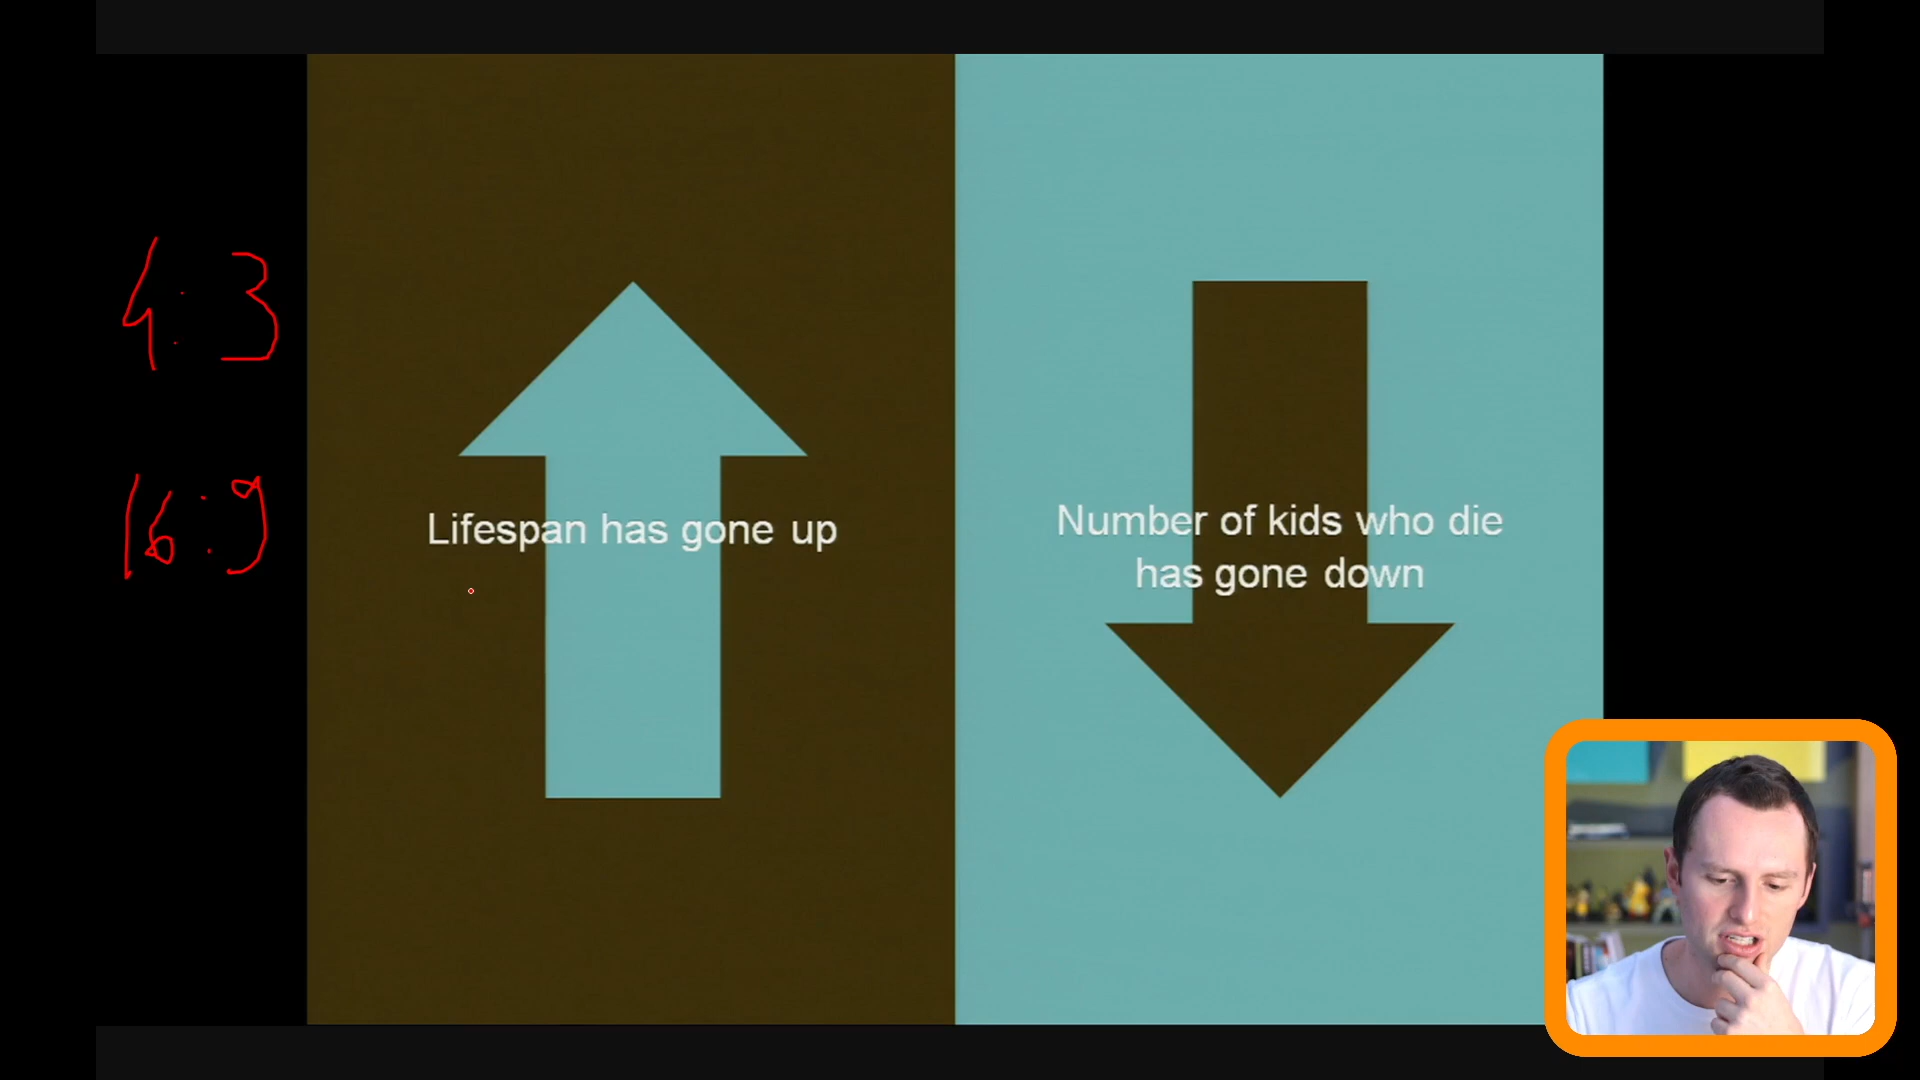 4:3
16:9
Lifespan has gone up
Number of kids who die
has gone down